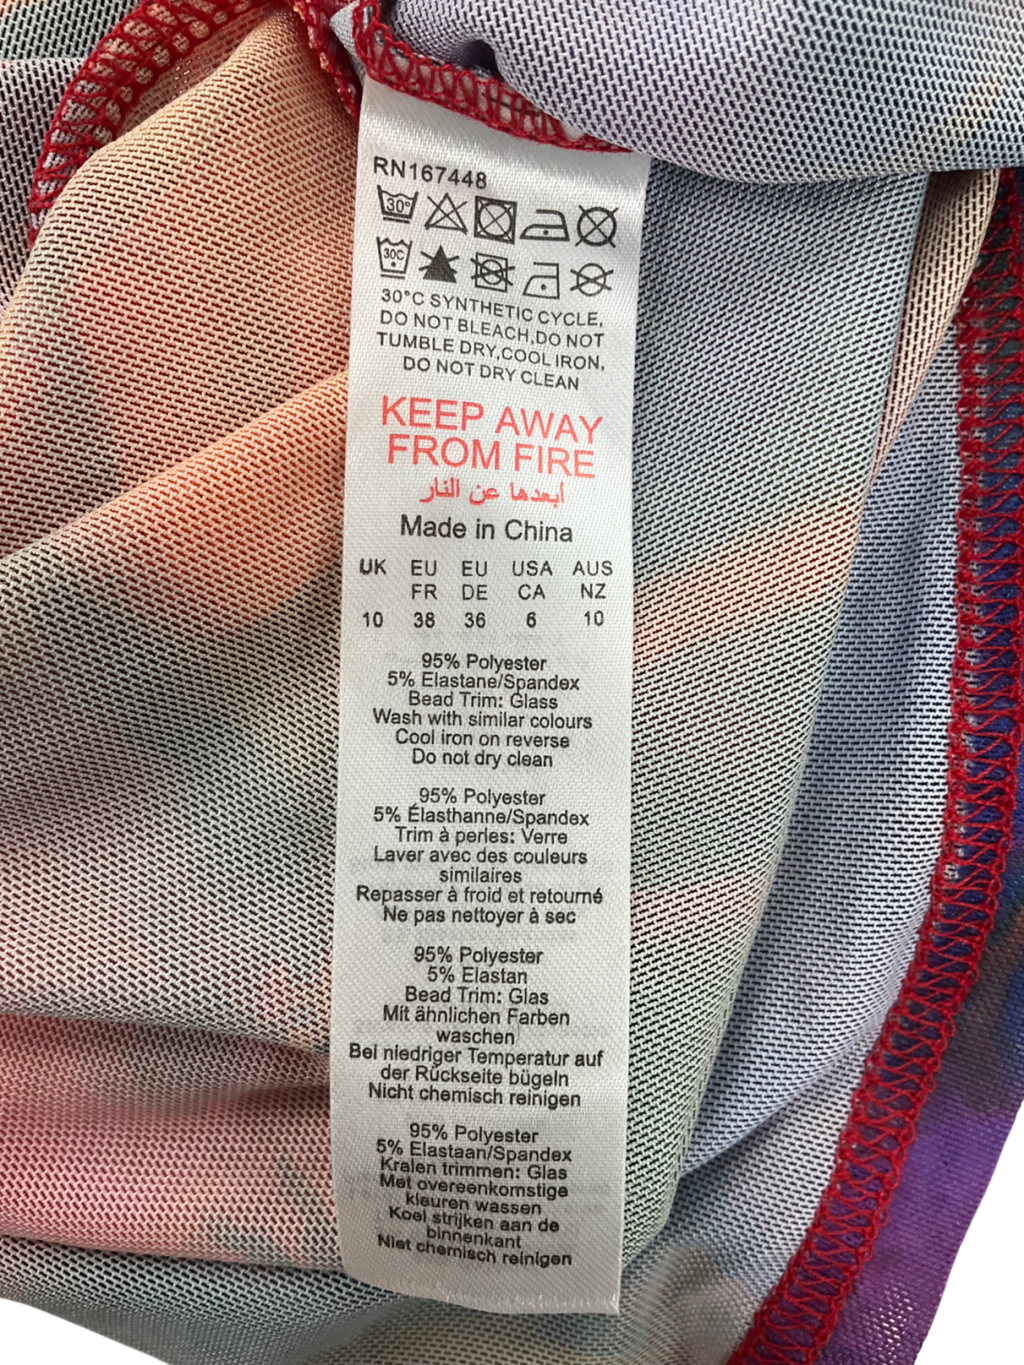 RN167448
30°
30C
30°C SYNTHETIC CYCLE,
DO NOT BLEACH,DO NOT
TUMBLE DRY,COOL IRON,
DO NOT DRY CLEAN
KEEP AWAY
FROM FIRE
أبعدها عن النار
Made in China
UK EU EU USA AUS
FR DE CA NZ
10 38 36 6 10
95% Polyester
5% Elastane/Spandex
Bead Trim: Glass
Wash with similar colours
Cool iron on reverse
Do not dry clean
95% Polyester
5% Élasthanne/Spandex
Trim à perles: Verre
Laver avec des couleurs
similaires
Repasser à froid et retourné
Ne pas nettoyer à sec
95% Polyester
5% Elastan
Bead Trim: Glas
Mit ähnlichen Farben
waschen
Bei niedriger Temperatur auf
der Rückseite bügeln
Nicht chemisch reinigen
95% Polyester
5% Elastaan/Spandex
Kralen trimmen: Glas
Met overeenkomstige
kleuren wassen
Koel strijken aan de
binnenkant
Niet chemisch reinigen